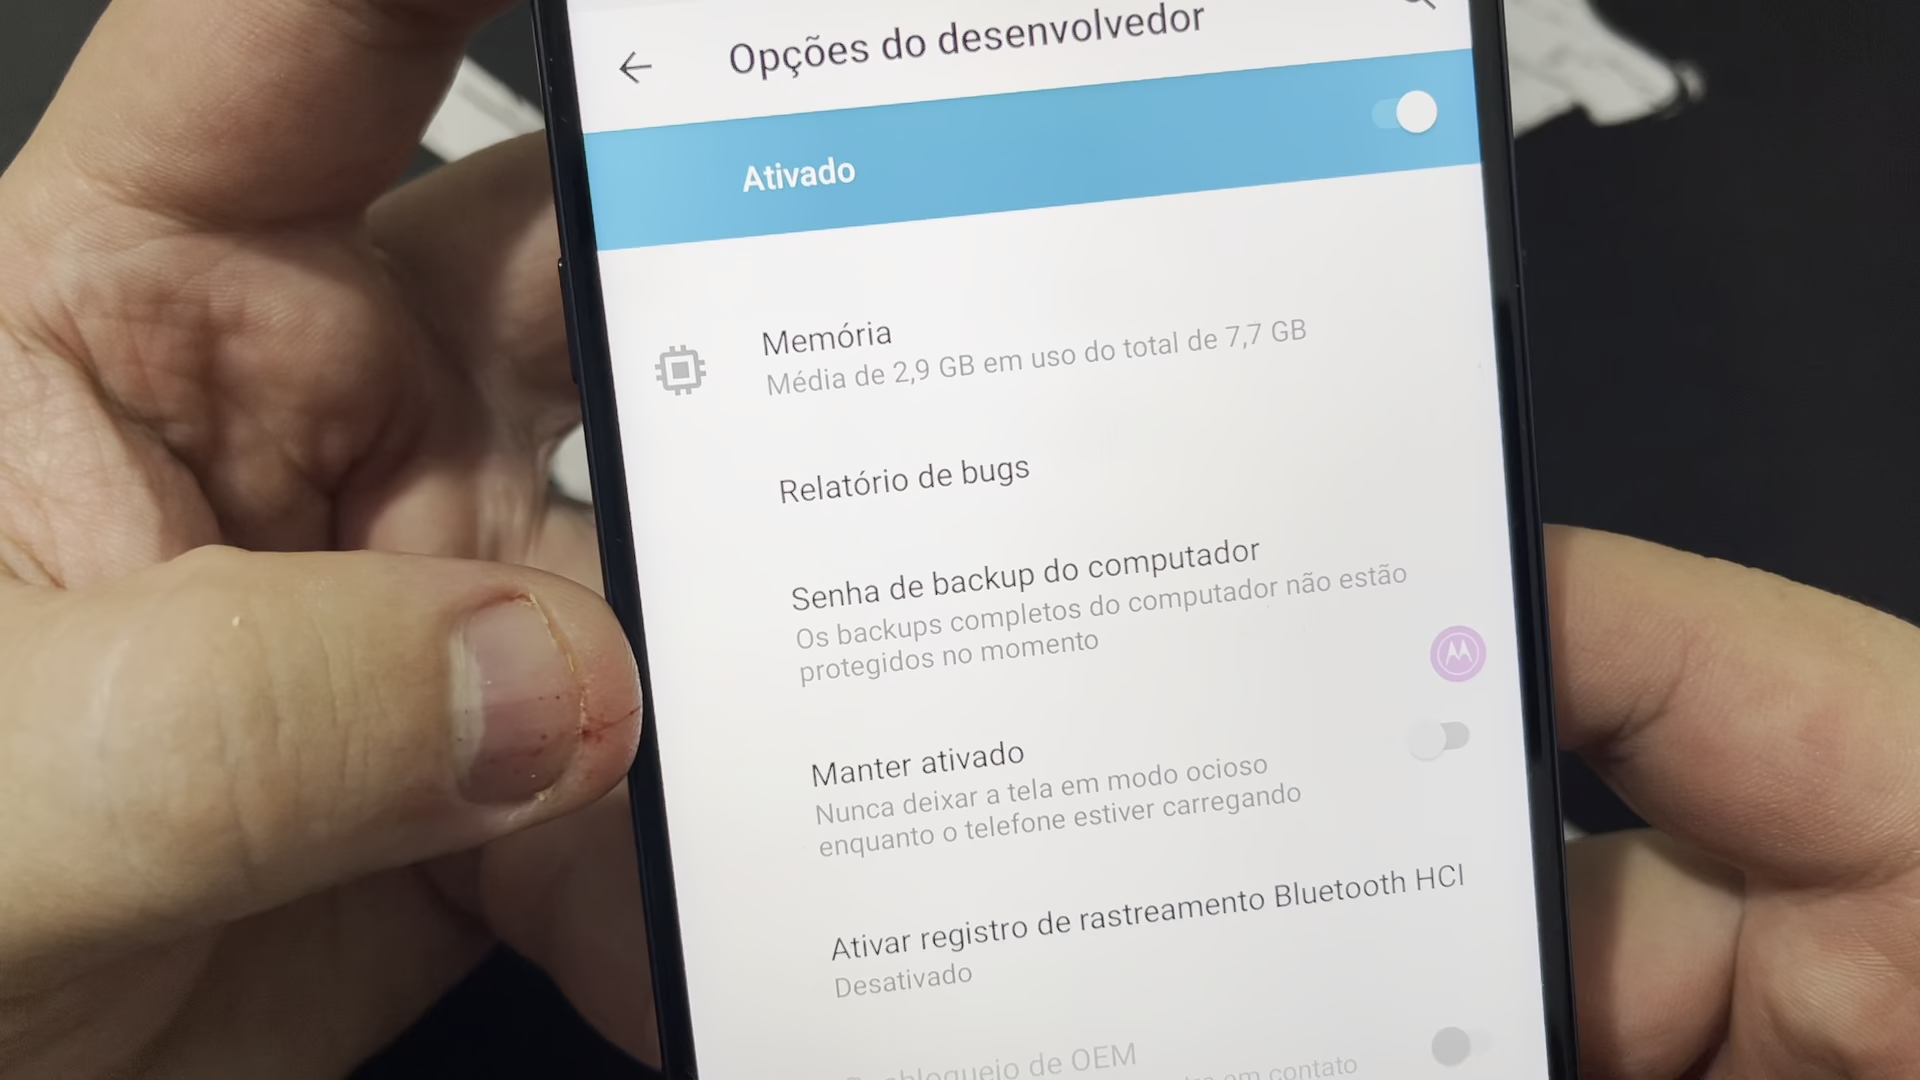 Opções do desenvolvedor
Ativado
Memória
Média de 2,9 GB em uso do total de 7,7 GB
Relatório de bugs
Senha de backup do computador
Os backups completos do computador não estão
protegidos no momento
Manter ativado
Nunca deixar a tela em modo ocioso
enquanto o telefone estiver carregando
Ativar registro de rastreamento Bluetooth HCI
Desativado
de OEM
em contato